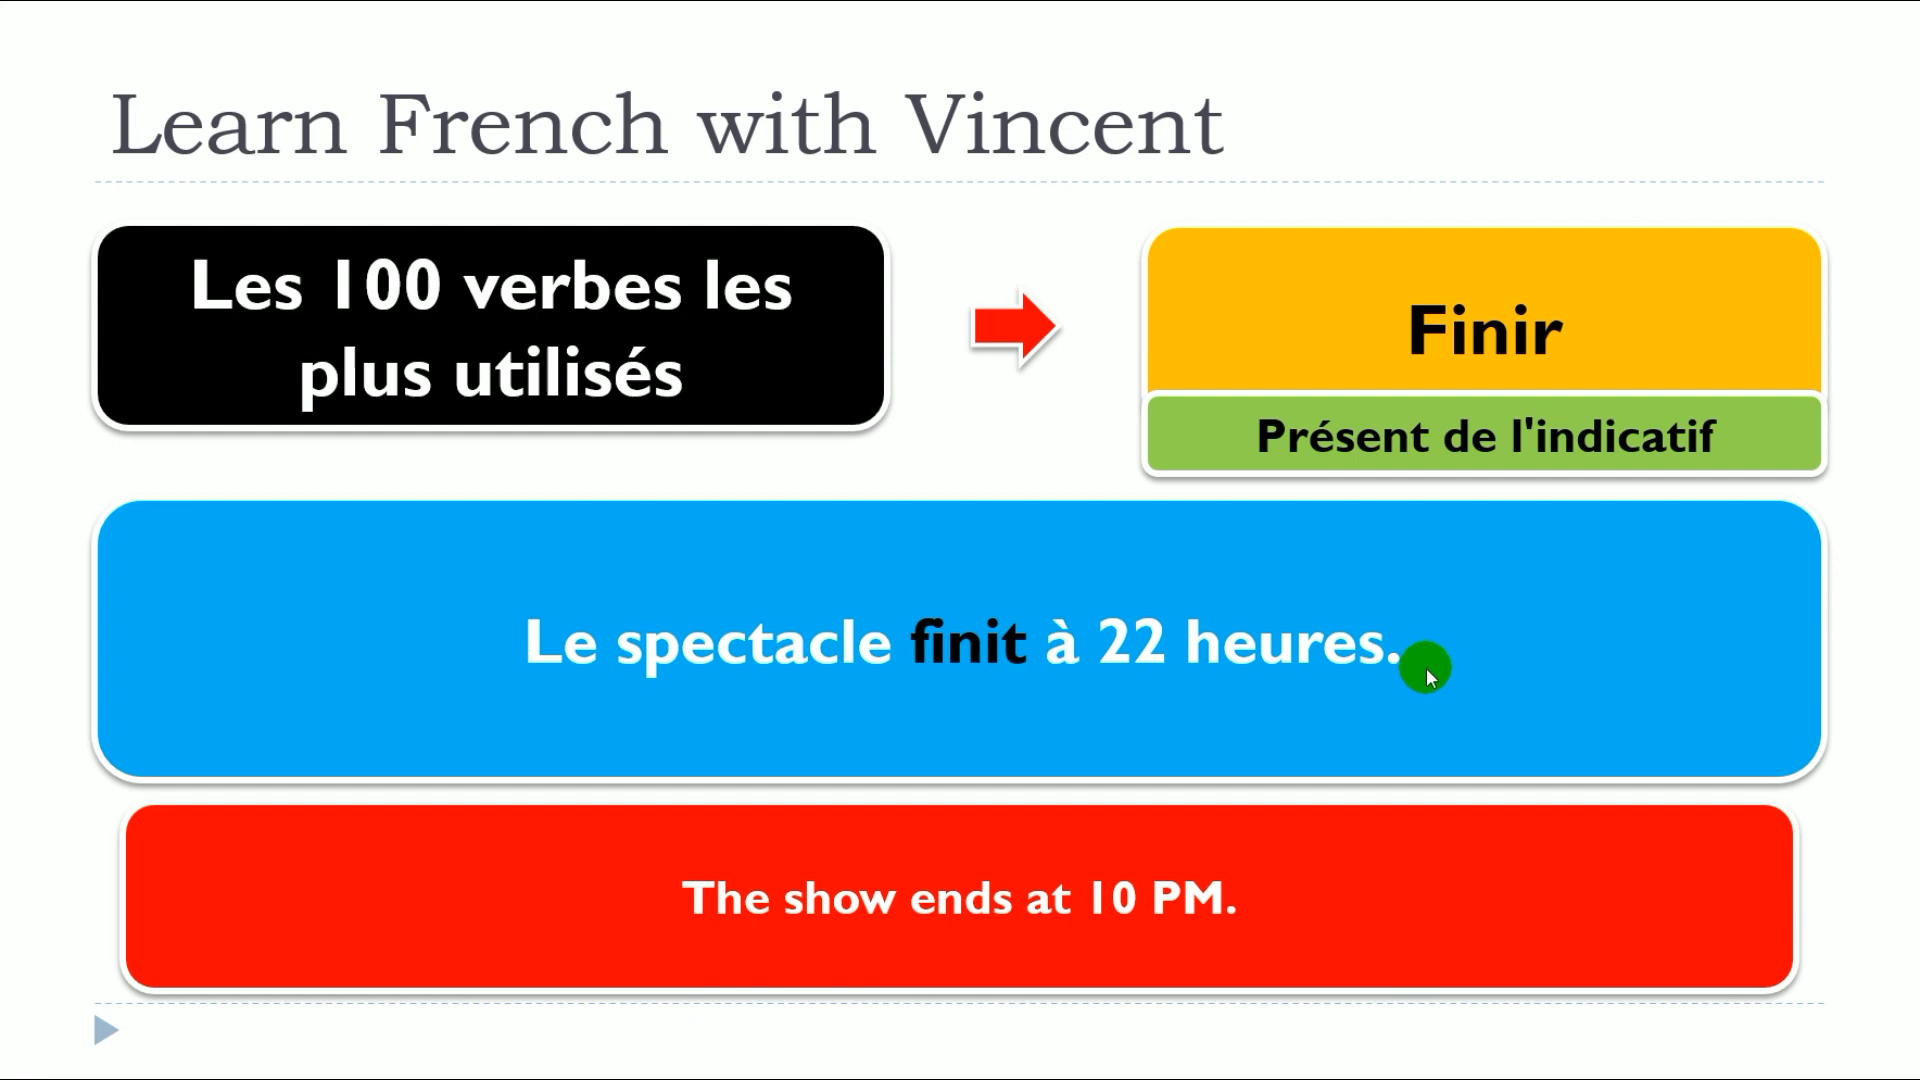 Learn French with Vincent
Les 100 verbes les
plus utilisés
Finir
Présent de l'indicatif
Le spectacle finit à 22 heures.
The show ends at 10 PM.